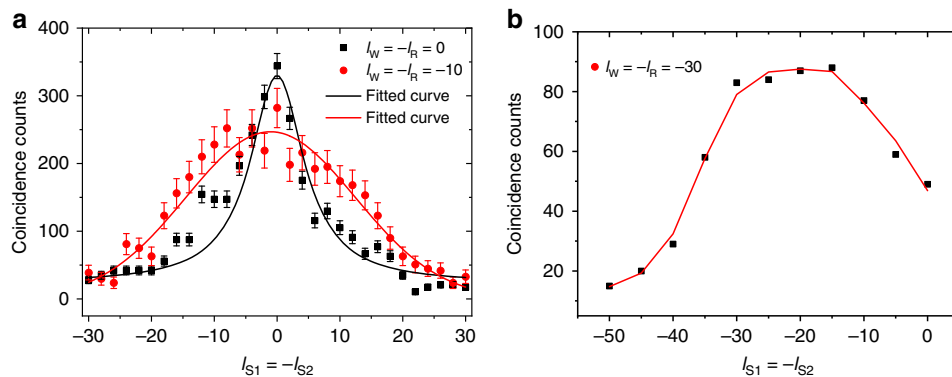 a
b
400
300
200
100
0
Coincidence counts
–30
–20
–10
0
10
20
30
l_S1 = –l_S2
l_W = –l_R = 0
l_W = –l_R = –10
Fitted curve
Fitted curve
100
80
60
40
20
Coincidence counts
–50
–40
–30
–20
–10
0
l_S1 = –l_S2
l_W = –l_R = –30